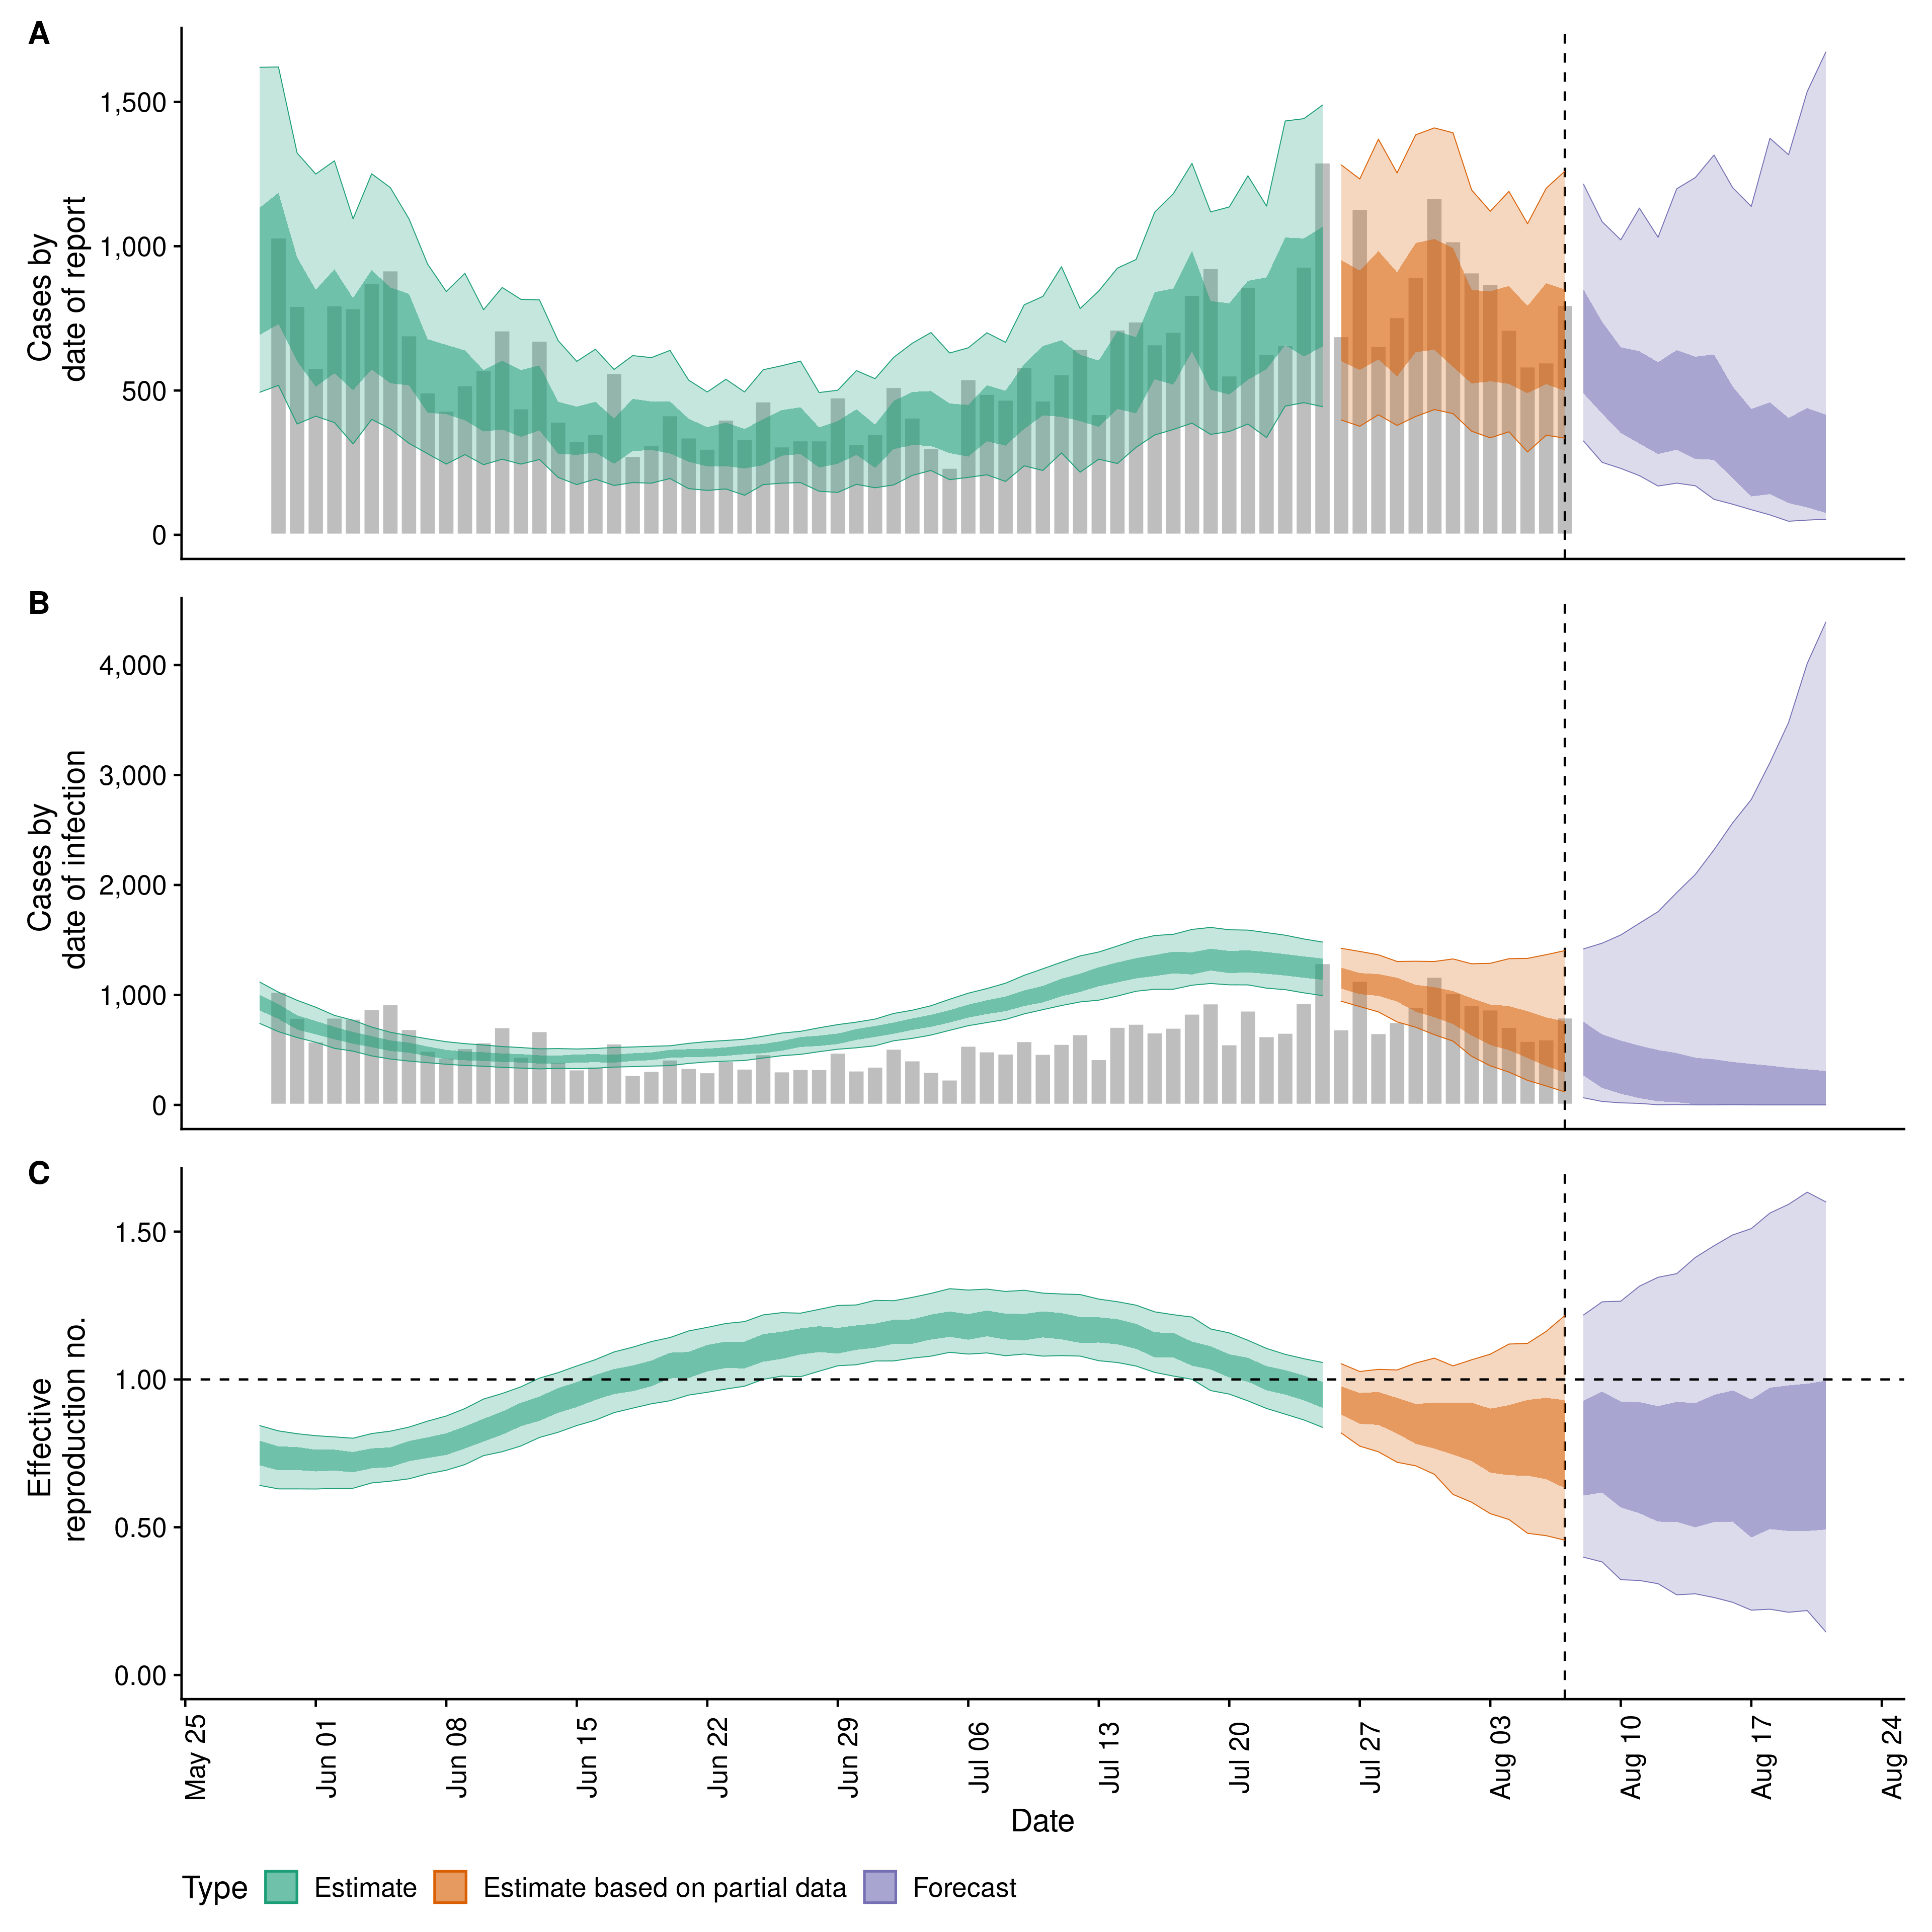 A
Cases by
date of report
1,500
1,000
500
0
B
Cases by
date of infection
4,000
3,000
2,000
1,000
0
C
Effective
reproduction no.
1.50
1.00
0.50
0.00
May 25
Jun 01
Jun 08
Jun 15
Jun 22
Jun 29
Jul 06
Jul 13
Jul 20
Jul 27
Aug 03
Aug 10
Aug 17
Aug 24
Date
Type Estimate Estimate based on partial data Forecast